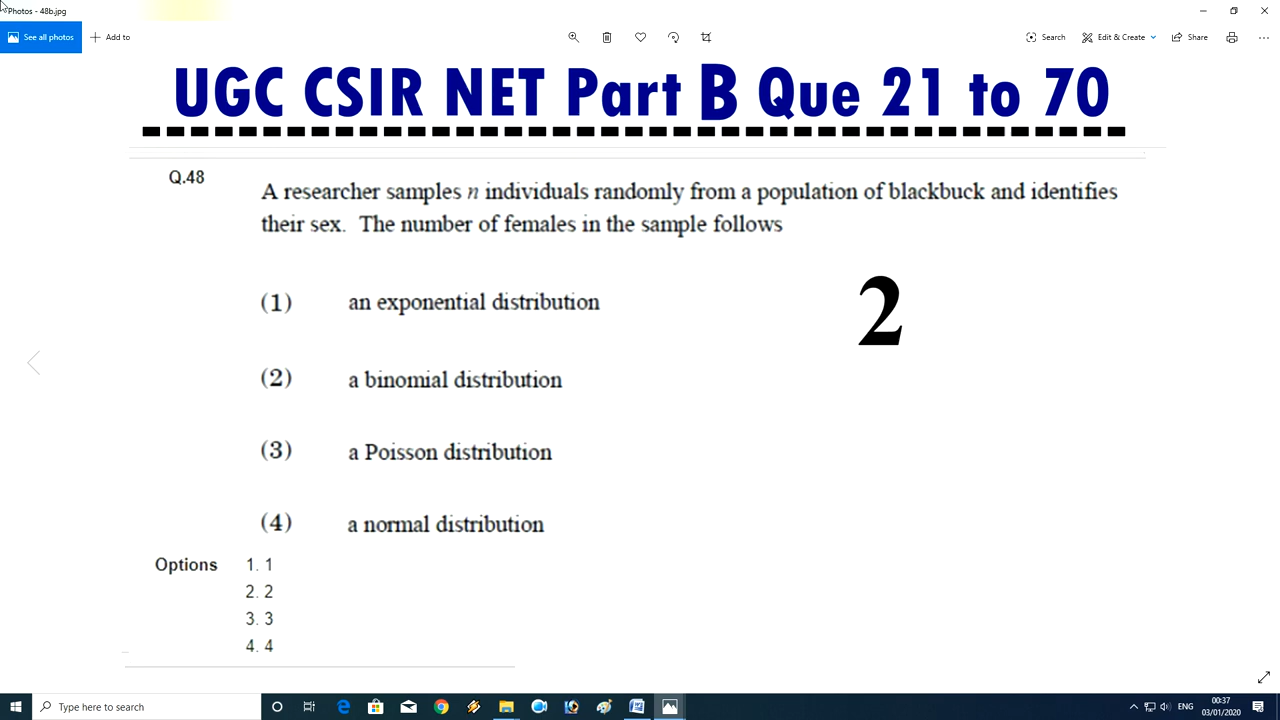 Photos - 48b.jpg
See all photos
Add to
Search
Edit & Create
Share
UGC CSIR NET Part B Que 21 to 70
Q.48
A researcher samples n individuals randomly from a population of blackbuck and identifies
their sex. The number of females in the sample follows
(1) an exponential distribution
2
(2) a binomial distribution
(3) a Poisson distribution
(4) a normal distribution
Options 1. 1
2. 2
3. 3
4. 4
Type here to search
ENG
00:37
03/01/2020